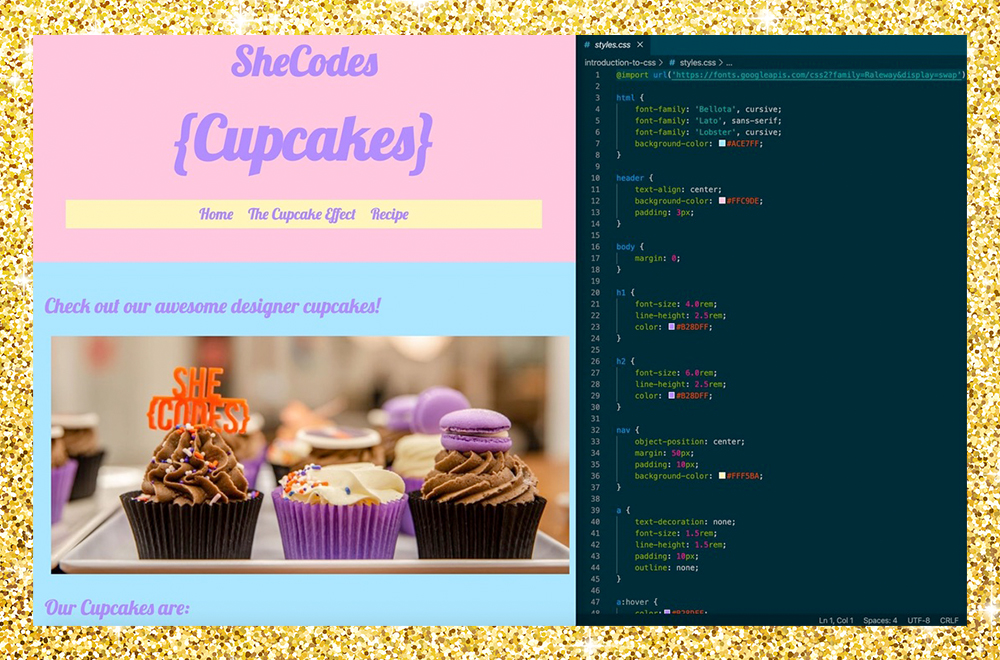 SheCodes
{Cupcakes}
Home The Cupcake Effect Recipe
Check out our awesome designer cupcakes!
SHE
{CODES}
Our Cupcakes are:
# styles.css ×
introduction-to-css > # styles.css > ...
1 @import url('https://fonts.googleapis.com/css2?family=Raleway&display=swap')
2
3 html {
4 font-family: 'Bellota', cursive;
5 font-family: 'Lato', sans-serif;
6 font-family: 'Lobster', cursive;
7 background-color: #ACE7FF;
8 }
9
10 header {
11 text-align: center;
12 background-color: #FFC9DE;
13 padding: 3px;
14 }
15
16 body {
17 margin: 0;
18 }
19
20 h1 {
21 font-size: 4.0rem;
22 line-height: 2.5rem;
23 color: #B28DFF;
24 }
25
26 h2 {
27 font-size: 6.0rem;
28 line-height: 2.5rem;
29 color: #B28DFF;
30 }
31
32 nav {
33 object-position: center;
34 margin: 50px;
35 padding: 10px;
36 background-color: #FFF5BA;
37 }
38
39 a {
40 text-decoration: none;
41 font-size: 1.5rem;
42 line-height: 1.5rem;
43 padding: 10px;
44 outline: none;
45 }
46
47 a:hover {
48 color: #B28DFF;
Ln 1, Col 1 Spaces: 4 UTF-8 CRLF